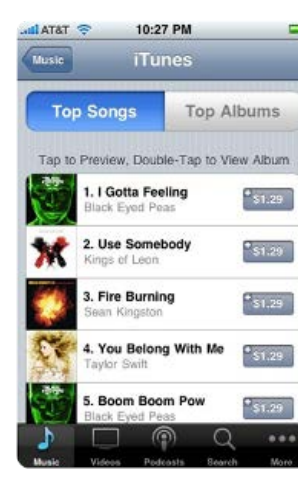 AT&T 10:27 PM
Music iTunes
Top Songs Top Albums
Tap to Preview, Double-Tap to View Album
1. I Gotta Feeling
Black Eyed Peas
$1.29
2. Use Somebody
Kings of Leon
$1.29
3. Fire Burning
Sean Kingston
$1.29
4. You Belong With Me
Taylor Swift
$1.29
5. Boom Boom Pow
Black Eyed Peas
$1.29
Music Videos Podcasts Search More